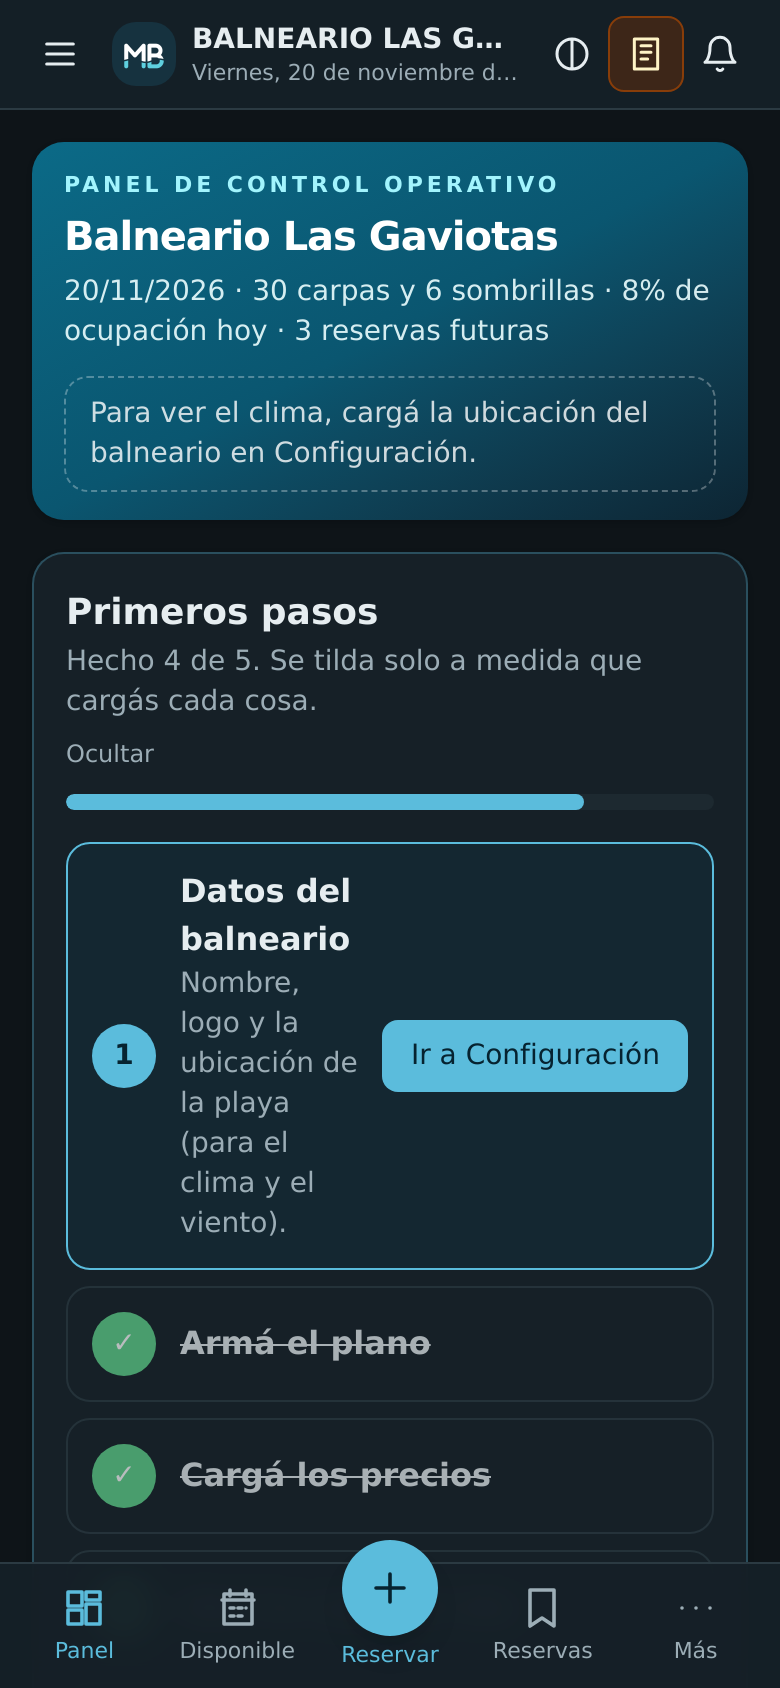 MB
BALNEARIO LAS G...
Viernes, 20 de noviembre d...
PANEL DE CONTROL OPERATIVO
Balneario Las Gaviotas
20/11/2026 · 30 carpas y 6 sombrillas · 8% de
ocupación hoy · 3 reservas futuras
Para ver el clima, cargá la ubicación del
balneario en Configuración.
Primeros pasos
Hecho 4 de 5. Se tilda solo a medida que
cargás cada cosa.
Ocultar
1
Datos del
balneario
Nombre,
logo y la
ubicación de
la playa
(para el
clima y el
viento).
Ir a Configuración
✓ Armá el plano
✓ Cargá los precios
Panel
Disponible
Reservar
Reservas
Más